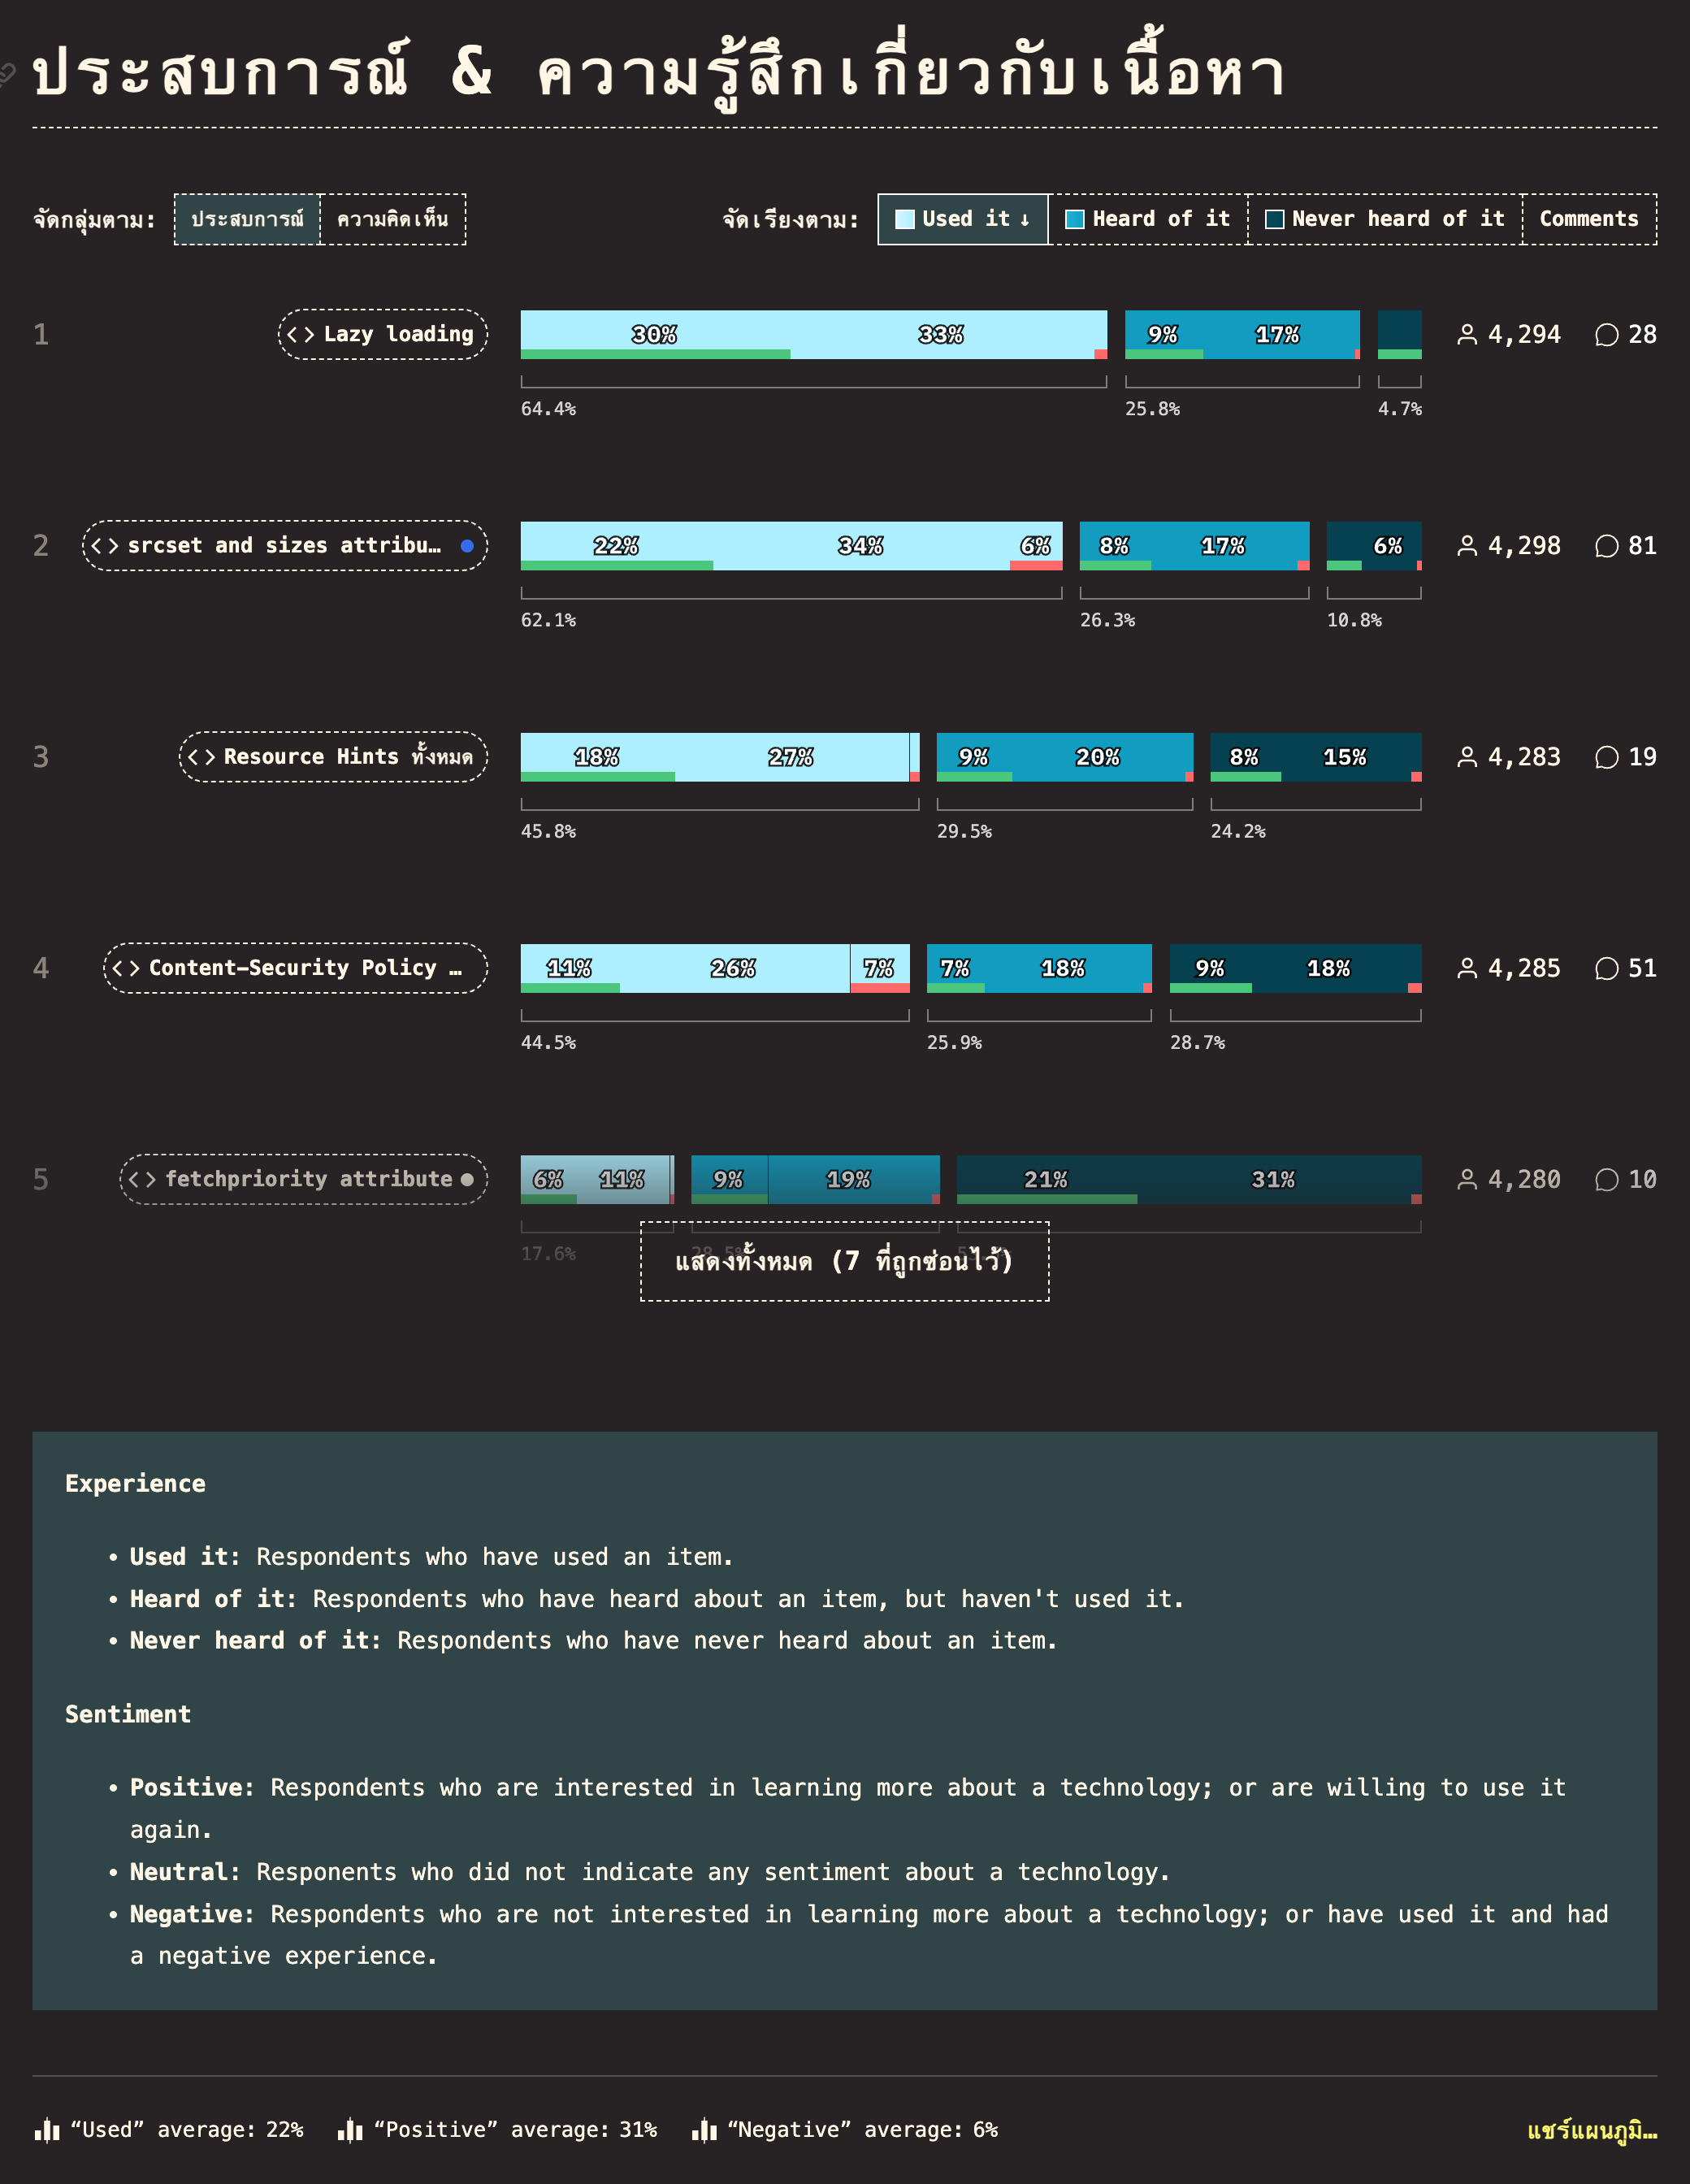 ประสบการณ์ & ความรู้สึกเกี่ยวกับเนื้อหา
จัดกลุ่มตาม: ประสบการณ์ ความคิดเห็น จัดเรียงตาม: Used it ↓ Heard of it Never heard of it Comments
1 <> Lazy loading 30% 33% 9% 17% 4,294 28
64.4% 25.8% 4.7%
2 <> srcset and sizes attribu… 22% 34% 6% 8% 17% 6% 4,298 81
62.1% 26.3% 10.8%
3 <> Resource Hints ทั้งหมด 18% 27% 9% 20% 8% 15% 4,283 19
45.8% 29.5% 24.2%
4 <> Content-Security Policy … 11% 26% 7% 7% 18% 9% 18% 4,285 51
44.5% 25.9% 28.7%
5 <> fetchpriority attribute 6% 11% 9% 19% 21% 31% 4,280 10
17.6% 28.5%
แสดงทั้งหมด (7 ที่ถูกซ่อนไว้)
Experience
• Used it: Respondents who have used an item.
• Heard of it: Respondents who have heard about an item, but haven't used it.
• Never heard of it: Respondents who have never heard about an item.
Sentiment
• Positive: Respondents who are interested in learning more about a technology; or are willing to use it
again.
• Neutral: Responents who did not indicate any sentiment about a technology.
• Negative: Respondents who are not interested in learning more about a technology; or have used it and had
a negative experience.
“Used” average: 22% “Positive” average: 31% “Negative” average: 6% แชร์แผนภูมิ…